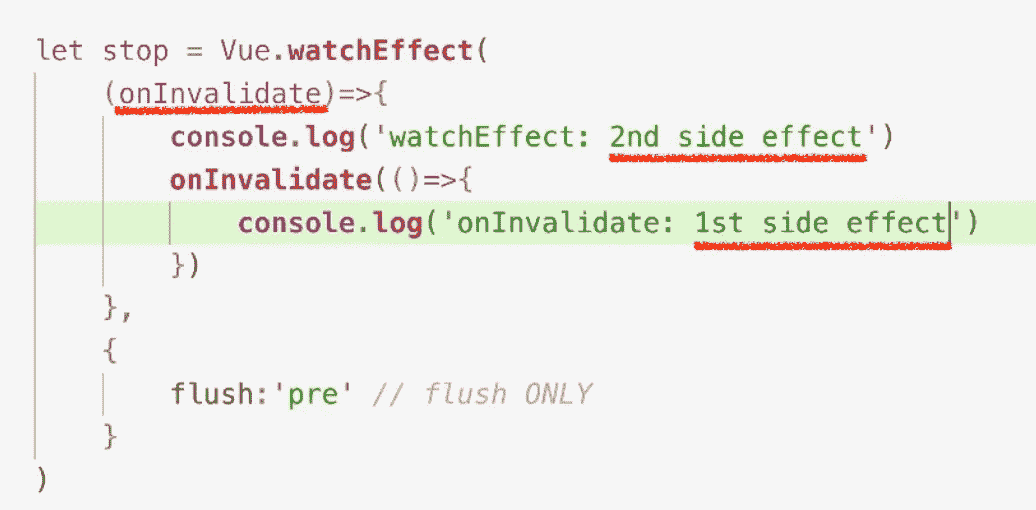 let stop = Vue.watchEffect(
(onInvalidate)=>{
console.log('watchEffect: 2nd side effect')
onInvalidate(()=>{
console.log('onInvalidate: 1st side effect')
})
},
{
flush:'pre' // flush ONLY
}
)